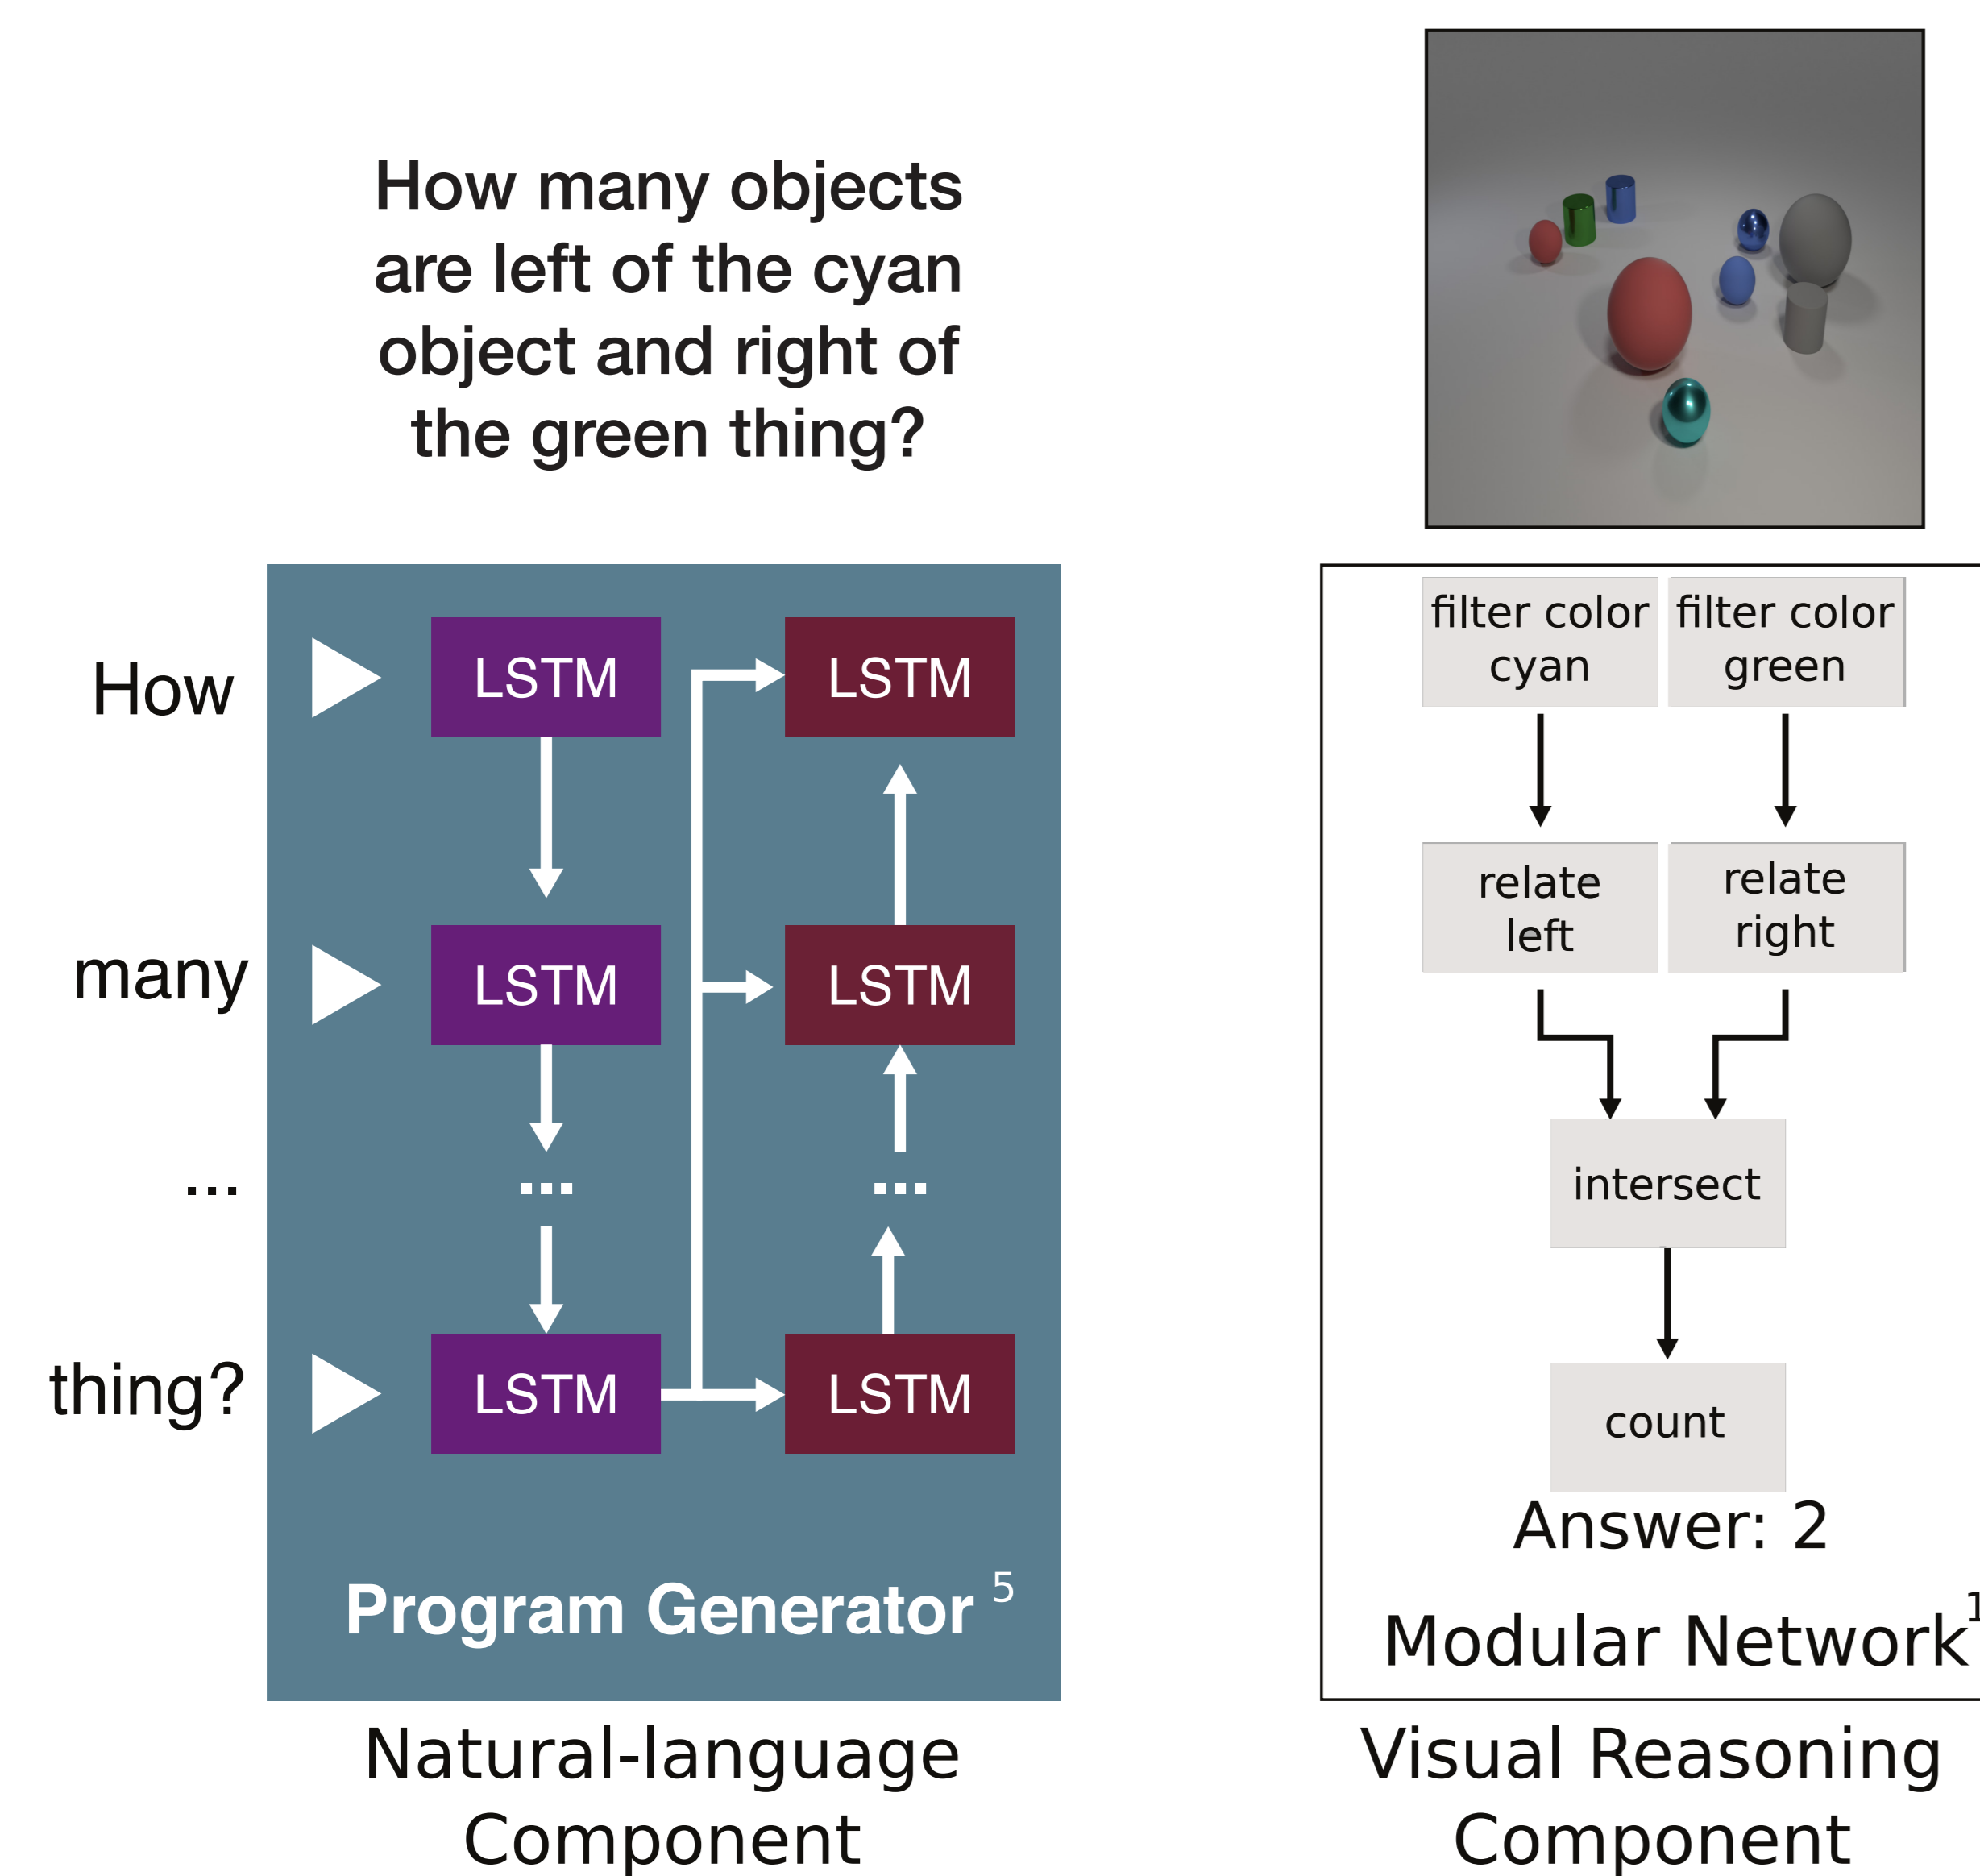 How many objects
are left of the cyan
object and right of
the green thing?
How
many
...
thing?
LSTM
LSTM
LSTM
LSTM
...
...
LSTM
LSTM
Program Generator 5
Natural-language
Component
filter color
cyan
filter color
green
relate
left
relate
right
intersect
count
Answer: 2
Modular Network 1
Visual Reasoning
Component